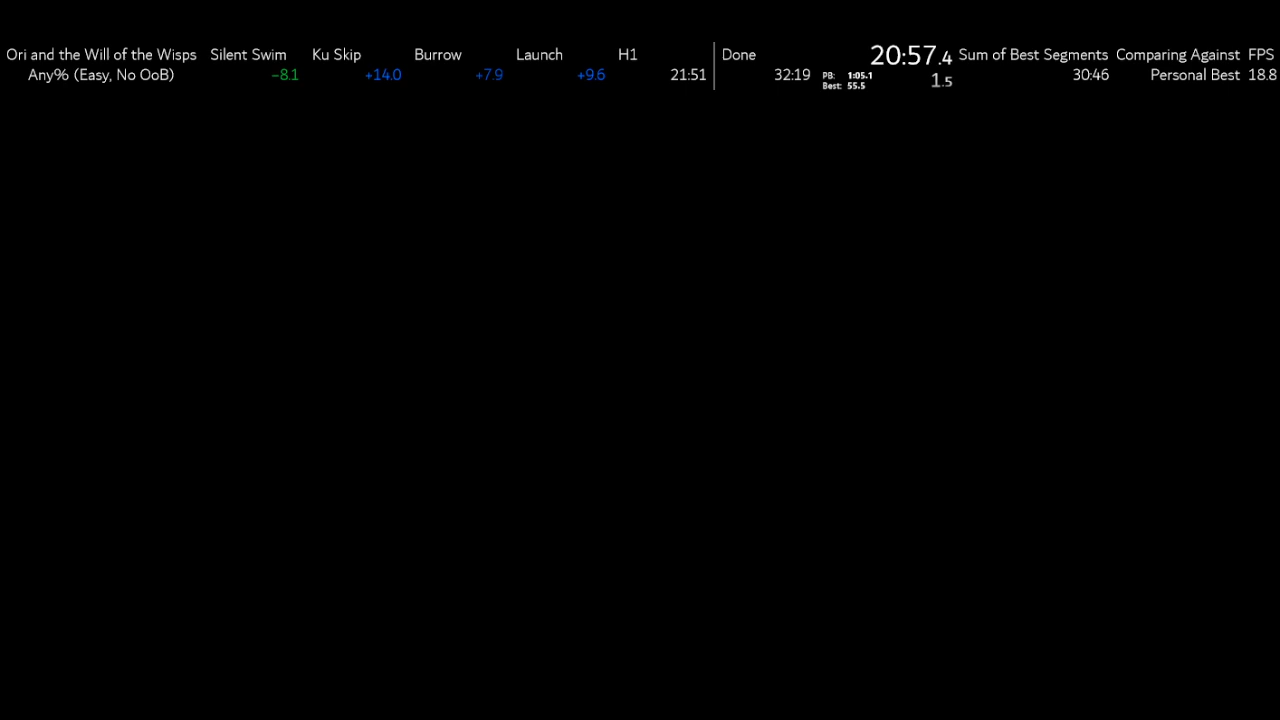 Ori and the Will of the Wisps Silent Swim Ku Skip Burrow Launch H1 Done 20:57.4 Sum of Best Segments Comparing Against FPS
Any% (Easy, No OoB) −8.1 +14.0 +7.9 +9.6 21:51 32:19 PB: 1:05.1 1.5 30:46 Personal Best 18.8
Best: 55.5